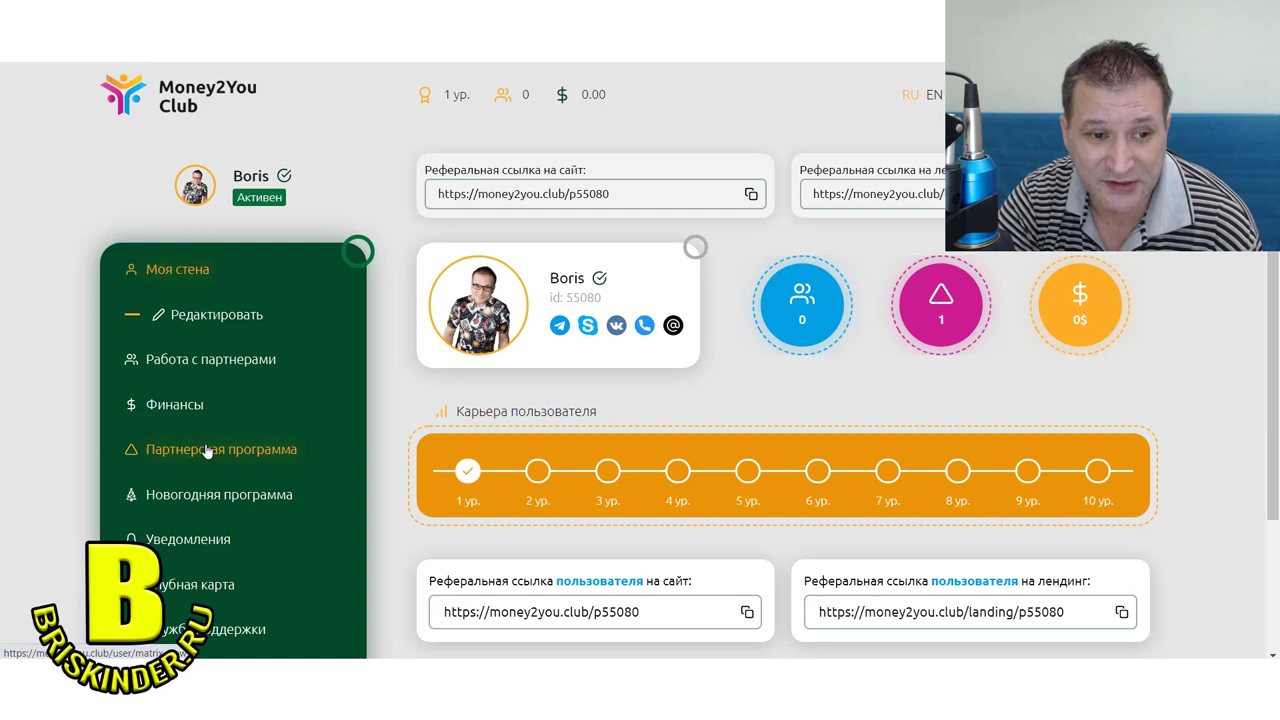 Money2You
Club
1 ур.
0
0.00
RU EN
Boris
Активен
Реферальная ссылка на сайт:
https://money2you.club/p55080
Реферальная ссылка на ле
https://money2you.club/
Моя стена
Редактировать
Работа с партнерами
Финансы
Партнерская программа
Новогодняя программа
Уведомления
убная карта
ддержки
Boris
id: 55080
0
1
0$
Карьера пользователя
1 ур.
2 ур.
3 ур.
4 ур.
5 ур.
6 ур.
7 ур.
8 ур.
9 ур.
10 ур.
Реферальная ссылка пользователя на сайт:
https://money2you.club/p55080
Реферальная ссылка пользователя на лендинг:
https://money2you.club/landing/p55080
B
BRISKINDER.RU